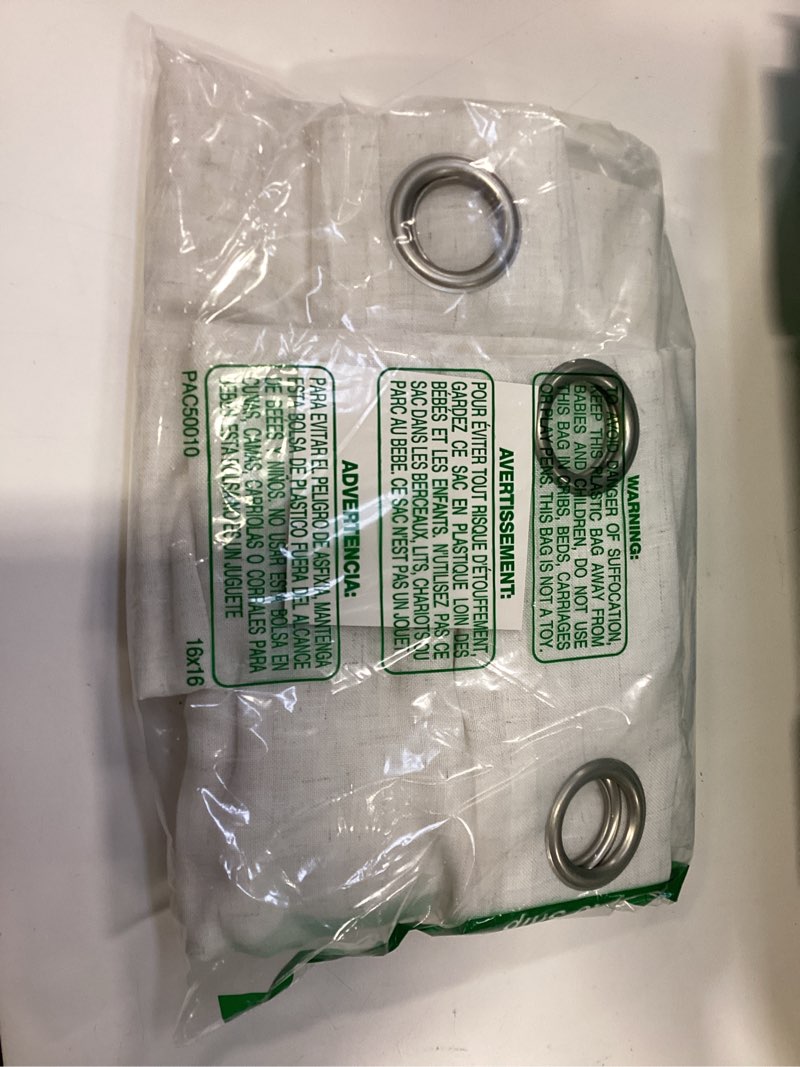 WARNING:
DANGER OF SUFFOCATION,
KEEP THIS PLASTIC BAG AWAY FROM
BABIES AND CHILDREN, DO NOT USE
THIS BAG IN CRIBS, BEDS, CARRIAGES
OR PLAY PENS. THIS BAG IS NOT A TOY.
AVERTISSEMENT:
POUR ÉVITER TOUT RISQUE D'ÉTOUFFEMENT
GARDEZ CE SAC EN PLASTIQUE LOIN DES
BEBES ET LES ENFANTS. N'UTILISEZ PAS CE
SAC DANS LES BERCEAUX, LITS, CHARIOTS OU
PARC AU BEBE. CE SAC N'EST PAS UN JOUET
ADVERTENCIA:
PARA EVITAR EL PELIGRO DE ASFIXIA, MANTENGA
ESTA BOLSA DE PLASTICO FUERA DEL ALCANCE
DE BEBES Y NIÑOS. NO USAR ESTA BOLSA EN
CUNAS, CAMAS, CAPRIOLAS O CORRALES PARA
BEBES. ESTA BOLSA NO ES UN JUGUETE
PAC50010 16x16